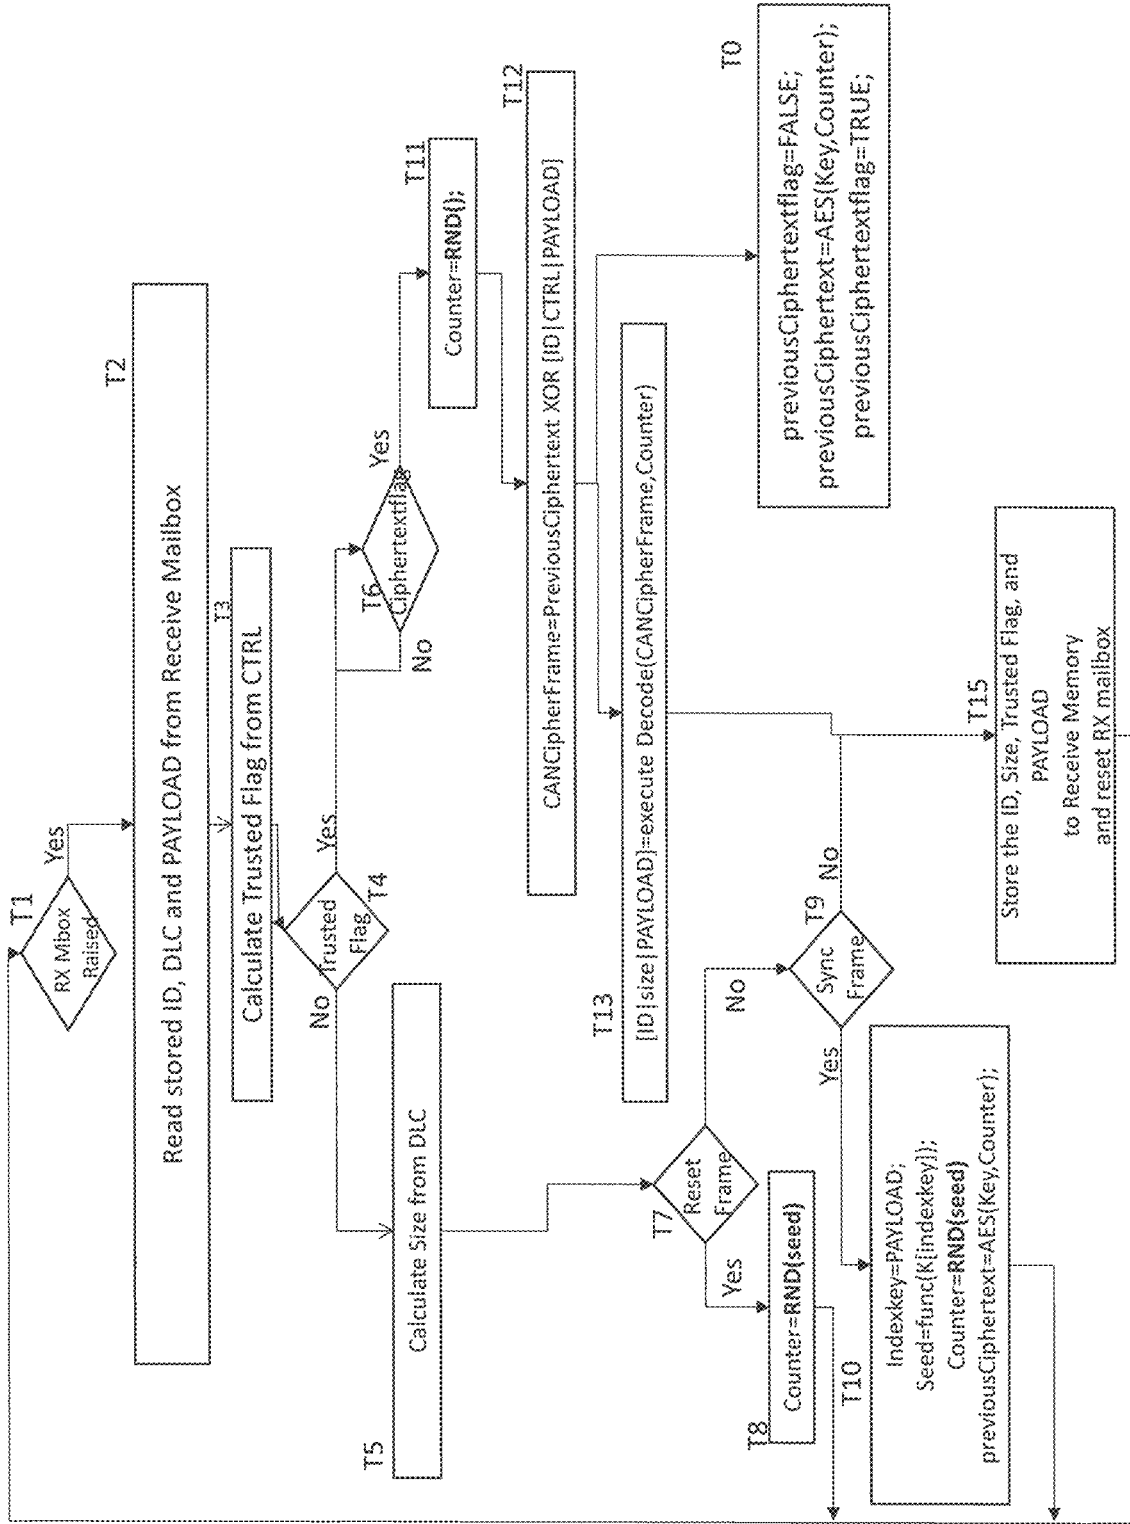 T1
RX Mbox
Raised
Yes
T2
Read stored ID, DLC and PAYLOAD from Receive Mailbox
T3
Calculate Trusted Flag from CTRL
Trusted
Flag
T4
No
Yes
T5
Calculate Size from DLC
T6
Ciphertextflag
No
Yes
T11
Counter=RND();
T12
CANCipherFrame=PreviousCiphertext XOR [ID|CTRL|PAYLOAD]
T13
[ID|size|PAYLOAD]=execute Decode(CANCipherFrame,Counter)
T0
previousCiphertextflag=FALSE;
previousCiphertext=AES(Key,Counter);
previousCiphertextflag=TRUE;
T7
Reset
Frame
Yes
No
T8
Counter=RND(seed)
T9
Sync
Frame
Yes
No
T10
Indexkey=PAYLOAD;
Seed=func(K[indexkey]);
Counter=RND(seed)
previousCiphertext=AES(Key,Counter);
T15
Store the ID, Size, Trusted Flag, and
PAYLOAD
to Receive Memory
and reset RX mailbox